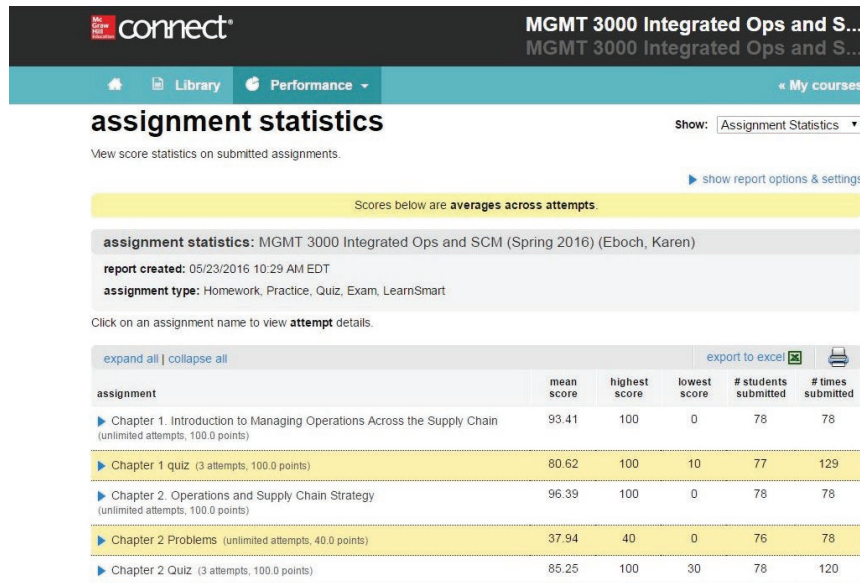 Mc Graw Hill Education connect®
MGMT 3000 Integrated Ops and S...
MGMT 3000 Integrated Ops and S...
Library Performance « My courses
assignment statistics
Show: Assignment Statistics
View score statistics on submitted assignments.
show report options & settings
Scores below are averages across attempts.
assignment statistics: MGMT 3000 Integrated Ops and SCM (Spring 2016) (Eboch, Karen)
report created: 05/23/2016 10:29 AM EDT
assignment type: Homework, Practice, Quiz, Exam, LearnSmart
Click on an assignment name to view attempt details.
expand all | collapse all export to excel
assignment mean score highest score lowest score # students submitted # times submitted
Chapter 1. Introduction to Managing Operations Across the Supply Chain 93.41 100 0 78 78
(unlimited attempts, 100.0 points)
Chapter 1 quiz (3 attempts, 100.0 points) 80.62 100 10 77 129
Chapter 2. Operations and Supply Chain Strategy 96.39 100 0 78 78
(unlimited attempts, 100.0 points)
Chapter 2 Problems (unlimited attempts, 40.0 points) 37.94 40 0 76 78
Chapter 2 Quiz (3 attempts, 100.0 points) 85.25 100 30 78 120